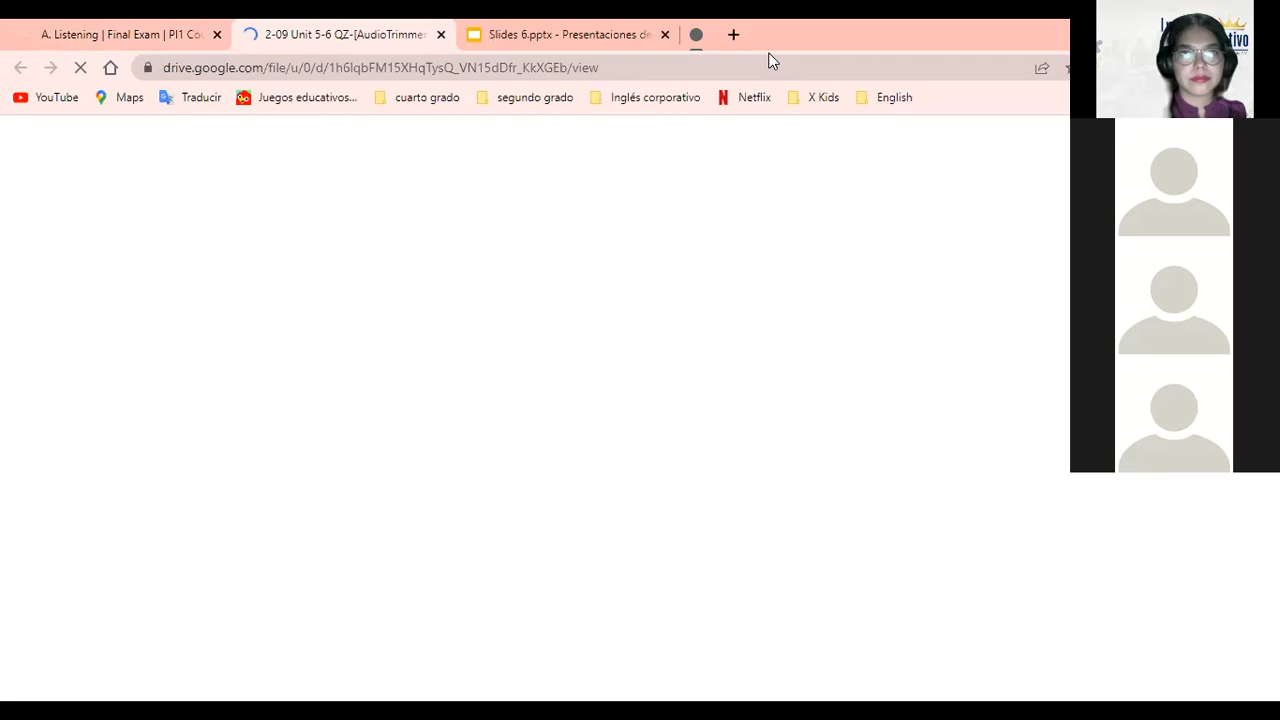 A. Listening | Final Exam | PI1 Co
2-09 Unit 5-6 QZ-[AudioTrimmer
Slides 6.pptx - Presentaciones de
drive.google.com/file/u/0/d/1h6lqbFM15XHqTysQ_VN15dDr_KKXGEb/view
YouTube
Maps
Traducir
Juegos educativos...
cuarto grado
segundo grado
Inglés corporativo
Netflix
X Kids
English